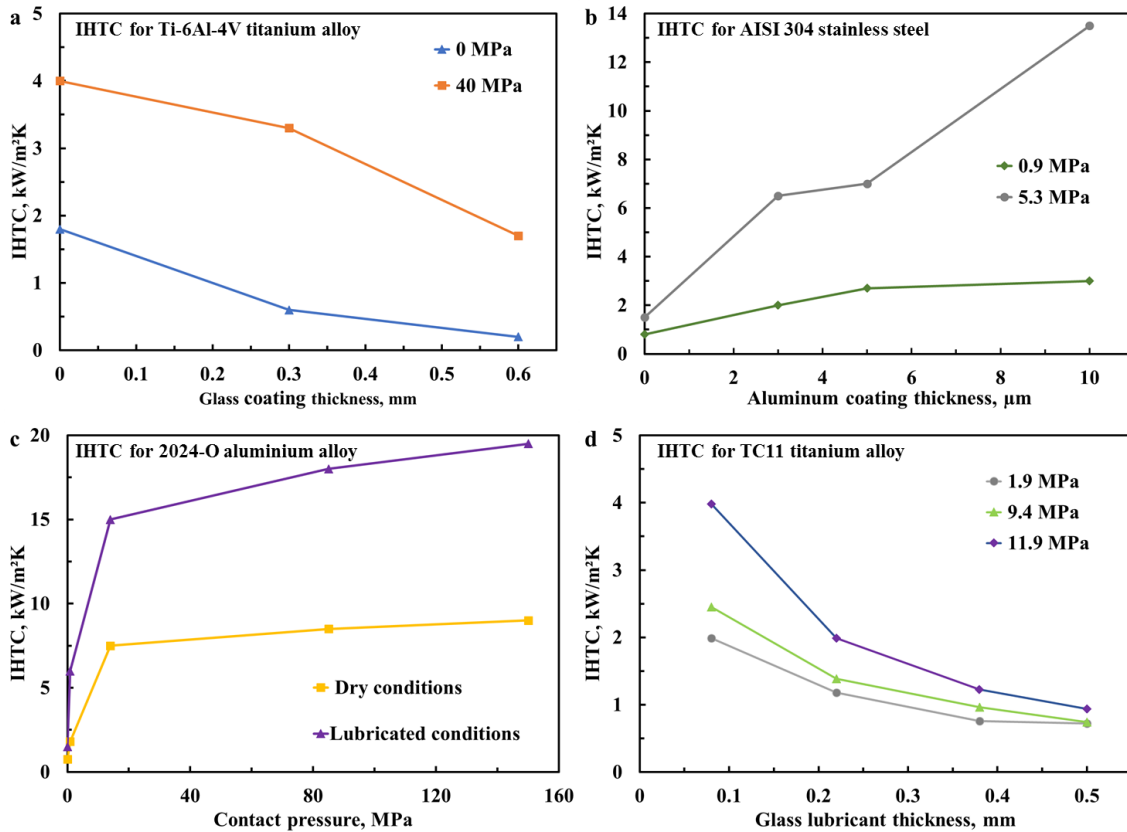 a
IHTC for Ti-6Al-4V titanium alloy
0 MPa
40 MPa
IHTC, kW/m²K
5
4
3
2
1
0
0 0.1 0.2 0.3 0.4 0.5 0.6
Glass coating thickness, mm
b
IHTC for AISI 304 stainless steel
0.9 MPa
5.3 MPa
IHTC, kW/m²K
14
12
10
8
6
4
2
0
0 2 4 6 8 10
Aluminum coating thickness, µm
c
IHTC for 2024-O aluminium alloy
Dry conditions
Lubricated conditions
IHTC, kW/m²K
20
15
10
5
0
0 40 80 120 160
Contact pressure, MPa
d
IHTC for TC11 titanium alloy
1.9 MPa
9.4 MPa
11.9 MPa
IHTC, kW/m²K
5
4
3
2
1
0
0.1 0.2 0.3 0.4 0.5
Glass lubricant thickness, mm